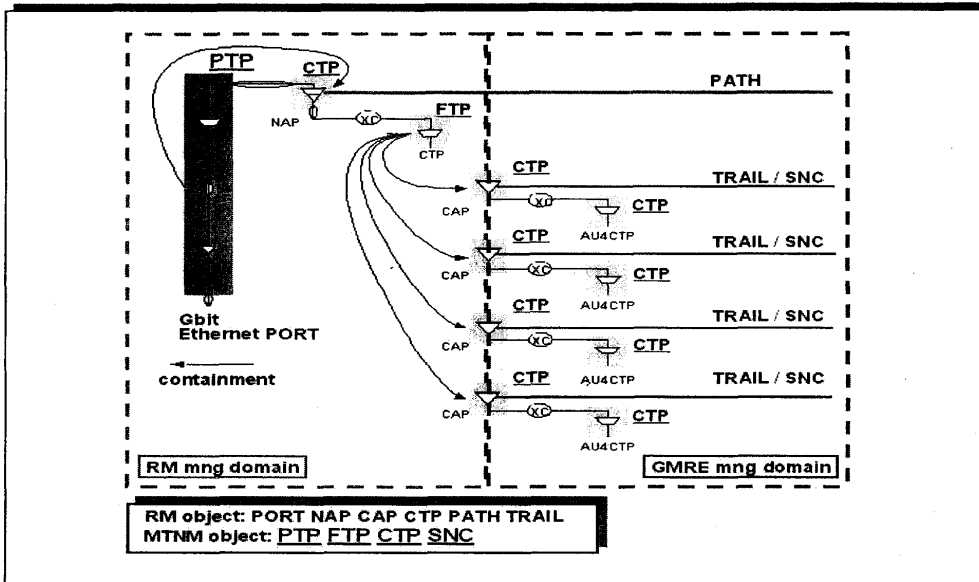 PTP
CTP
PATH
NAP
xc
FTP
CTP
CTP
TRAIL / SNC
CAP
xc
CTP
AU4CTP
CTP
TRAIL / SNC
CAP
xc
CTP
AU4CTP
CTP
TRAIL / SNC
CAP
xc
CTP
AU4CTP
CTP
TRAIL / SNC
CAP
xc
CTP
AU4CTP
Gbit
Ethernet PORT
containment
RM mng domain
GMRE mng domain
RM object: PORT NAP CAP CTP PATH TRAIL
MTNM object: PTP FTP CTP SNC